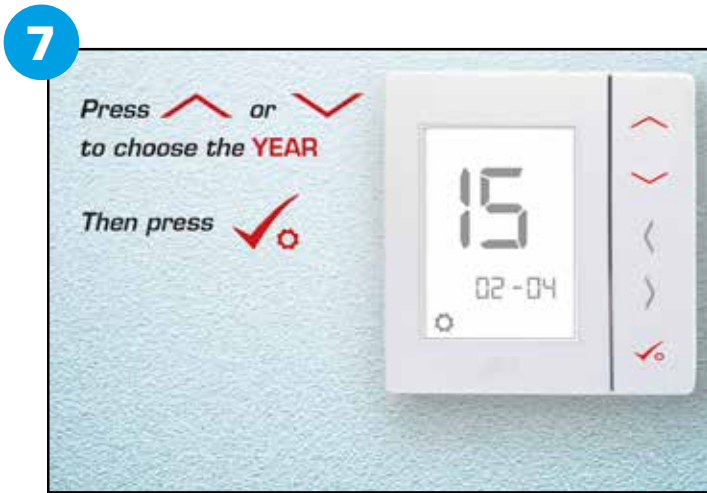 7
Press or
to choose the YEAR
Then press
15
02-04